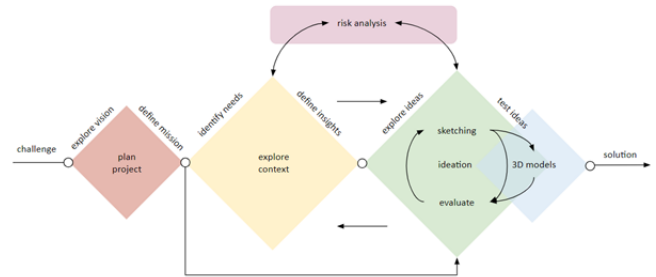 risk analysis
challenge
explore vision
define mission
plan
project
identify needs
define insights
explore
context
explore ideas
test ideas
sketching
ideation
evaluate
3D models
solution